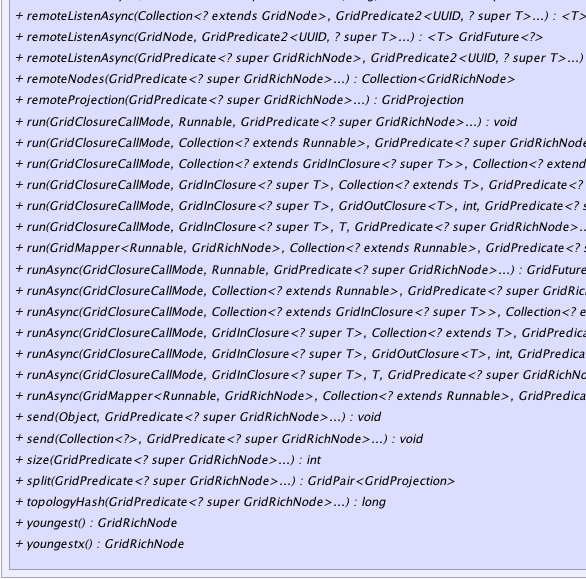 + remoteListenAsync(Collection<? extends GridNode>, GridPredicate2<UUID, ? super T>...) : <T>
+ remoteListenAsync(GridNode, GridPredicate2<UUID, ? super T>...) : <T> GridFuture<?>
+ remoteListenAsync(GridPredicate<? super GridRichNode>, GridPredicate2<UUID, ? super T>...)
+ remoteNodes(GridPredicate<? super GridRichNode>...) : Collection<GridRichNode>
+ remoteProjection(GridPredicate<? super GridRichNode>...) : GridProjection
+ run(GridClosureCallMode, Runnable, GridPredicate<? super GridRichNode>...) : void
+ run(GridClosureCallMode, Collection<? extends Runnable>, GridPredicate<? super GridRichNode
+ run(GridClosureCallMode, Collection<? extends GridInClosure<? super T>>, Collection<? extend
+ run(GridClosureCallMode, GridInClosure<? super T>, Collection<? extends T>, GridPredicate<?
+ run(GridClosureCallMode, GridInClosure<? super T>, GridOutClosure<T>, int, GridPredicate<? s
+ run(GridClosureCallMode, GridInClosure<? super T>, T, GridPredicate<? super GridRichNode>..
+ run(GridMapper<Runnable, GridRichNode>, Collection<? extends Runnable>, GridPredicate<? s
+ runAsync(GridClosureCallMode, Runnable, GridPredicate<? super GridRichNode>...) : GridFuture
+ runAsync(GridClosureCallMode, Collection<? extends Runnable>, GridPredicate<? super GridRic
+ runAsync(GridClosureCallMode, Collection<? extends GridInClosure<? super T>>, Collection<? e
+ runAsync(GridClosureCallMode, GridInClosure<? super T>, Collection<? extends T>, GridPredica
+ runAsync(GridClosureCallMode, GridInClosure<? super T>, GridOutClosure<T>, int, GridPredica
+ runAsync(GridClosureCallMode, GridInClosure<? super T>, T, GridPredicate<? super GridRichNo
+ runAsync(GridMapper<Runnable, GridRichNode>, Collection<? extends Runnable>, GridPredica
+ send(Object, GridPredicate<? super GridRichNode>...) : void
+ send(Collection<?>, GridPredicate<? super GridRichNode>...) : void
+ size(GridPredicate<? super GridRichNode>...) : int
+ split(GridPredicate<? super GridRichNode>...) : GridPair<GridProjection>
+ topologyHash(GridPredicate<? super GridRichNode>...) : long
+ youngest() : GridRichNode
+ youngestx() : GridRichNode